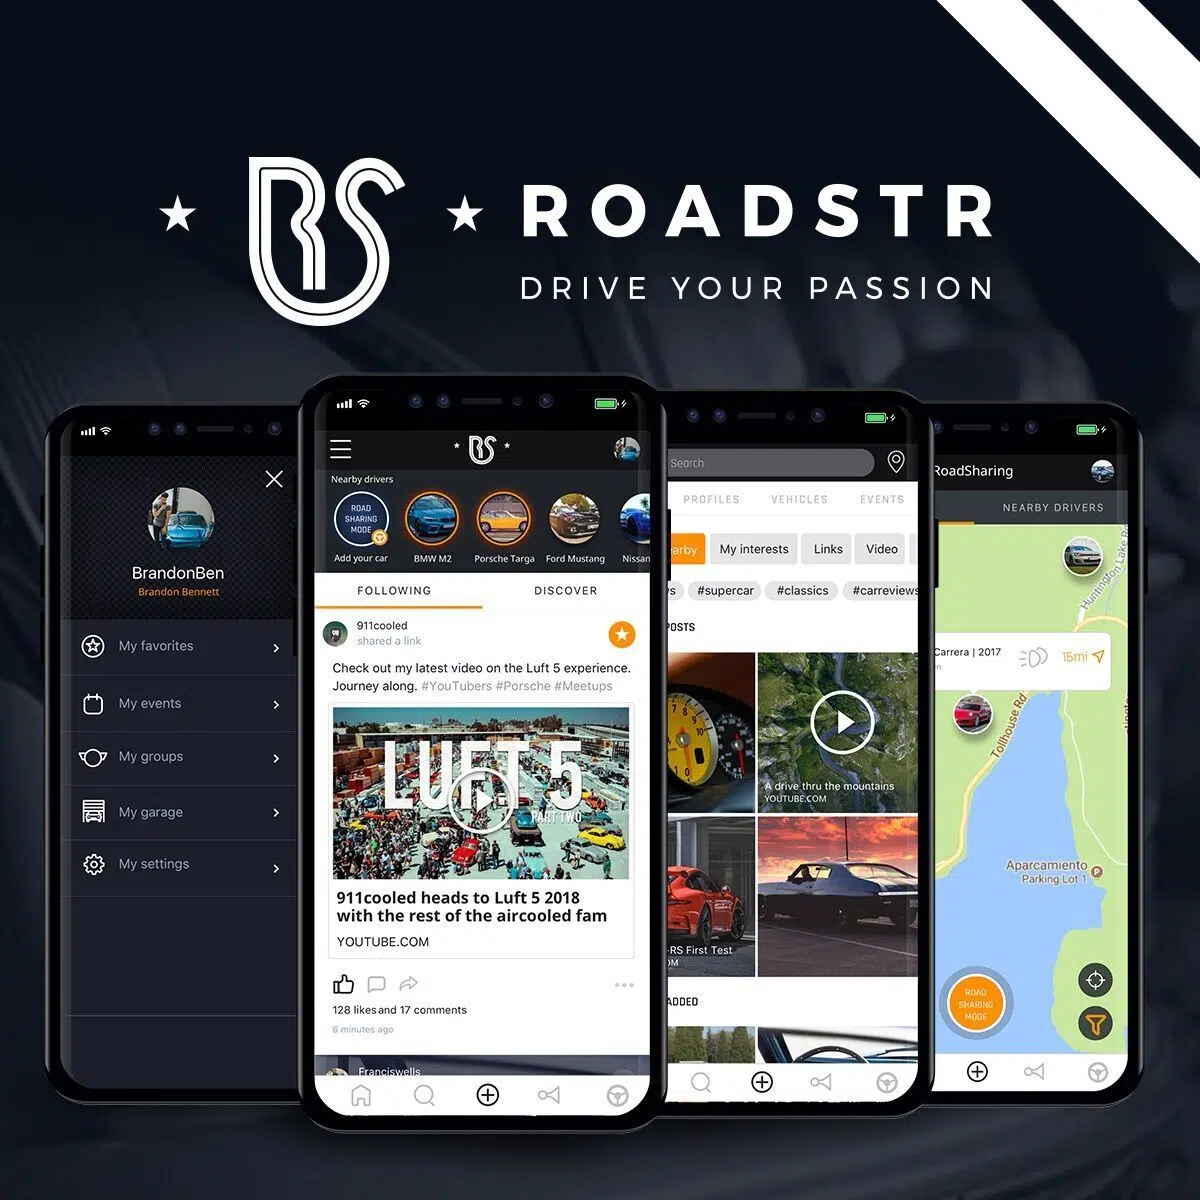 RS
ROADSTR
DRIVE YOUR PASSION
BrandonBen
Brandon Bennett
My favorites
My events
My groups
My garage
My settings
RS
Nearby drivers
ROAD
SHARING
MODE
Add your car
BMW M2
Porsche Targa
Ford Mustang
Nissan
FOLLOWING
DISCOVER
911cooled
shared a link
Check out my latest video on the Luft 5 experience.
Journey along. #YouTubers #Porsche #Meetups
LUFT 5
PART TWO
911cooled heads to Luft 5 2018
with the rest of the aircooled fam
YOUTUBE.COM
128 likes and 17 comments
6 minutes ago
Franciswells
Search
PROFILES VEHICLES EVENTS
arby My interests Links Video
#supercar #classics #carreviews
POSTS
A drive thru the mountains
YOUTUBE.COM
-RS First Test
OM
ADDED
RoadSharing
NEARBY DRIVERS
Huntington Lake Rd
Carrera | 2017
15mi
Tollhouse Rd
Aparcamiento
Parking Lot 1
P
ROAD
SHARING
MODE